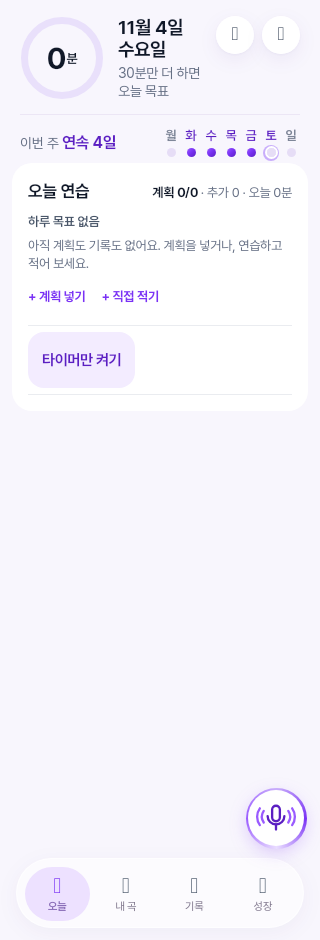 0분
11월 4일
수요일
30분만 더 하면
오늘 목표
이번 주 연속 4일
월 화 수 목 금 토 일
오늘 연습
계획 0/0 · 추가 0 · 오늘 0분
하루 목표 없음
아직 계획도 기록도 없어요. 계획을 넣거나, 연습하고
적어 보세요.
+ 계획 넣기 + 직접 적기
타이머만 켜기
오늘 내 곡 기록 성장